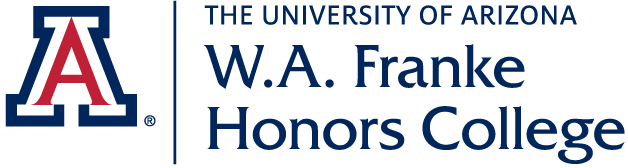 A®
THE UNIVERSITY OF ARIZONA
W.A. Franke
Honors College